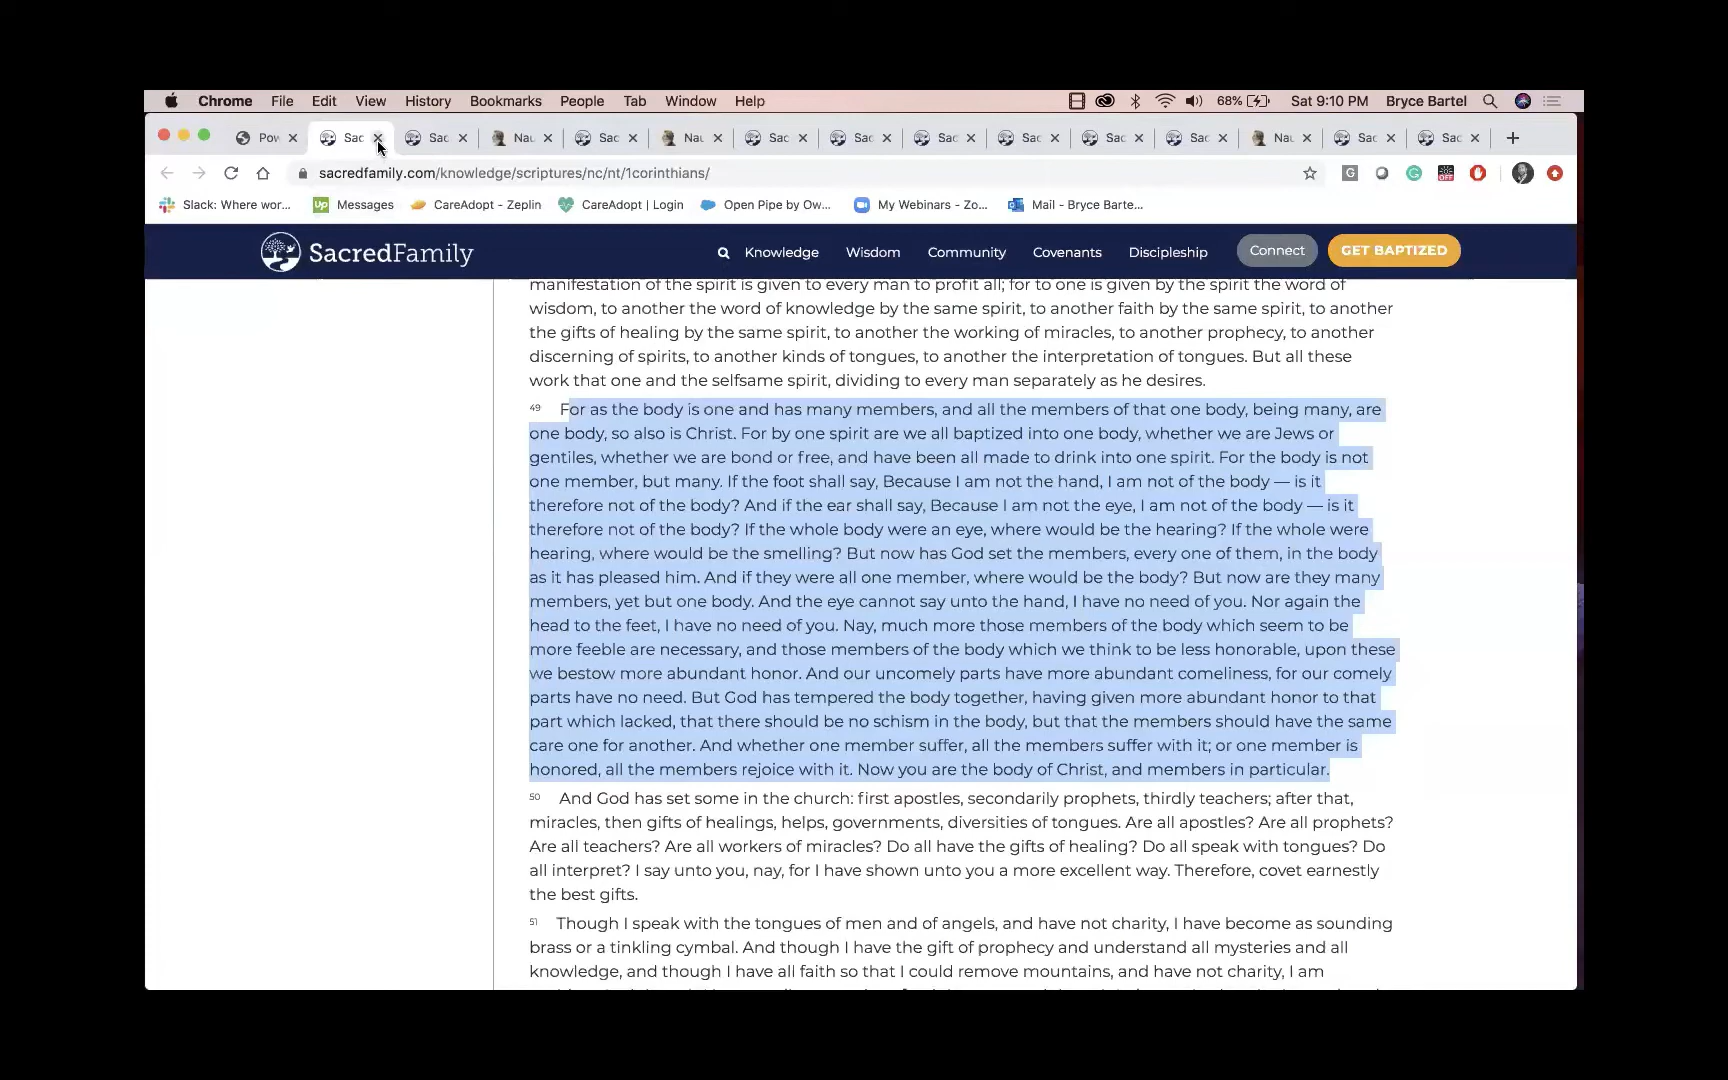 Chrome File Edit View History Bookmarks People Tab Window Help 68% Sat 9:10 PM Bryce Bartel
Pow Sac Sac Nau Sac Nau Sac Sac Sac Sac Sac Sac Nau Sac Sac
sacredfamily.com/knowledge/scriptures/nc/nt/1corinthians/
Slack: Where wor... Up Messages CareAdopt - Zeplin CareAdopt | Login Open Pipe by Ow... My Webinars - Zo... Mail - Bryce Barte...
SacredFamily Knowledge Wisdom Community Covenants Discipleship Connect GET BAPTIZED
manifestation of the spirit is given to every man to profit all; for to one is given by the spirit the word of
wisdom, to another the word of knowledge by the same spirit, to another faith by the same spirit, to another
the gifts of healing by the same spirit, to another the working of miracles, to another prophecy, to another
discerning of spirits, to another kinds of tongues, to another the interpretation of tongues. But all these
work that one and the selfsame spirit, dividing to every man separately as he desires.
49 For as the body is one and has many members, and all the members of that one body, being many, are
one body, so also is Christ. For by one spirit are we all baptized into one body, whether we are Jews or
gentiles, whether we are bond or free, and have been all made to drink into one spirit. For the body is not
one member, but many. If the foot shall say, Because I am not the hand, I am not of the body — is it
therefore not of the body? And if the ear shall say, Because I am not the eye, I am not of the body — is it
therefore not of the body? If the whole body were an eye, where would be the hearing? If the whole were
hearing, where would be the smelling? But now has God set the members, every one of them, in the body
as it has pleased him. And if they were all one member, where would be the body? But now are they many
members, yet but one body. And the eye cannot say unto the hand, I have no need of you. Nor again the
head to the feet, I have no need of you. Nay, much more those members of the body which seem to be
more feeble are necessary, and those members of the body which we think to be less honorable, upon these
we bestow more abundant honor. And our uncomely parts have more abundant comeliness, for our comely
parts have no need. But God has tempered the body together, having given more abundant honor to that
part which lacked, that there should be no schism in the body, but that the members should have the same
care one for another. And whether one member suffer, all the members suffer with it; or one member is
honored, all the members rejoice with it. Now you are the body of Christ, and members in particular.
50 And God has set some in the church: first apostles, secondarily prophets, thirdly teachers; after that,
miracles, then gifts of healings, helps, governments, diversities of tongues. Are all apostles? Are all prophets?
Are all teachers? Are all workers of miracles? Do all have the gifts of healing? Do all speak with tongues? Do
all interpret? I say unto you, nay, for I have shown unto you a more excellent way. Therefore, covet earnestly
the best gifts.
51 Though I speak with the tongues of men and of angels, and have not charity, I have become as sounding
brass or a tinkling cymbal. And though I have the gift of prophecy and understand all mysteries and all
knowledge, and though I have all faith so that I could remove mountains, and have not charity, I am